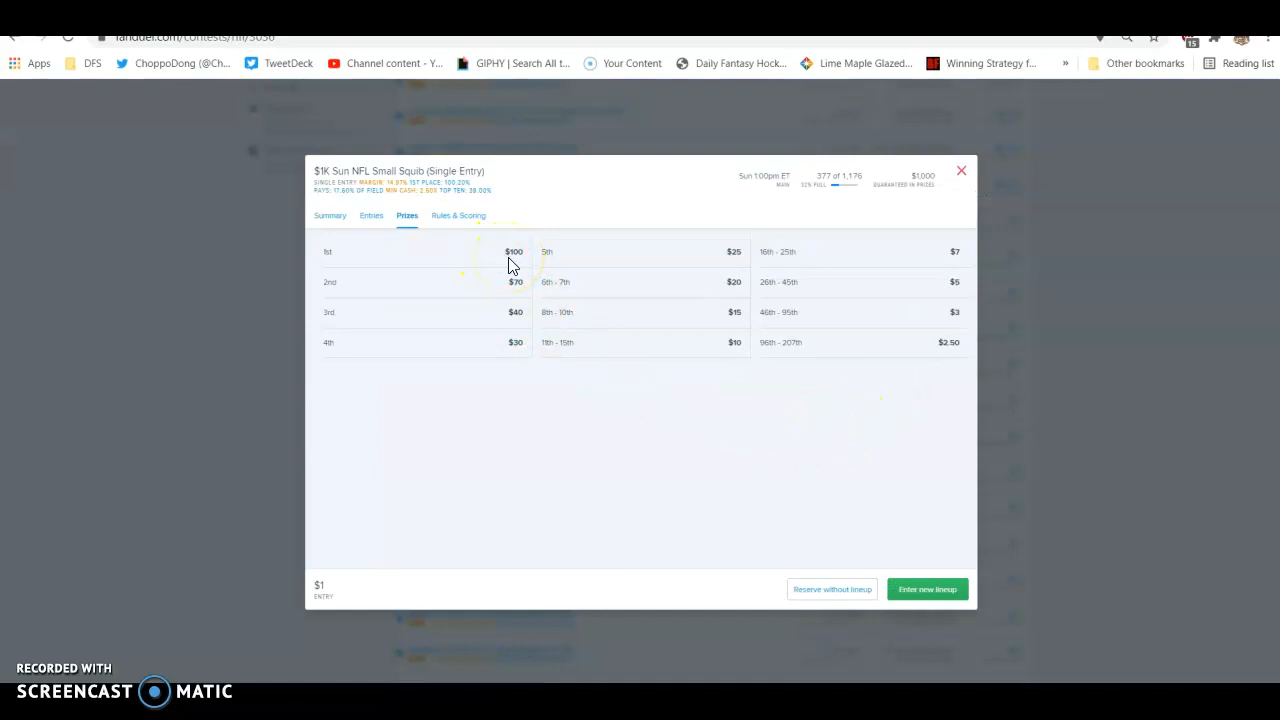 fanduel.com/contests/nfl/3056
15
Apps DFS ChoppoDong (@Ch... TweetDeck Channel content - Y... GIPHY | Search All t... Your Content Daily Fantasy Hock... Lime Maple Glazed... Winning Strategy f... » Other bookmarks Reading list
$1K Sun NFL Small Squib (Single Entry)
SINGLE ENTRY MARGIN: 14.97% 1ST PLACE: 100.20%
PAYS: 17.60% OF FIELD MIN CASH: 2.50X TOP TEN: 38.00%
Sun 1:00pm ET 377 of 1,176 $1,000
MAIN 32% FULL GUARANTEED IN PRIZES
Summary Entries Prizes Rules & Scoring
1st $100 5th $25 16th - 25th $7
2nd $70 6th - 7th $20 26th - 45th $5
3rd $40 8th - 10th $15 46th - 95th $3
4th $30 11th - 15th $10 96th - 207th $2.50
$1
ENTRY
Reserve without lineup Enter new lineup
RECORDED WITH
SCREENCAST MATIC